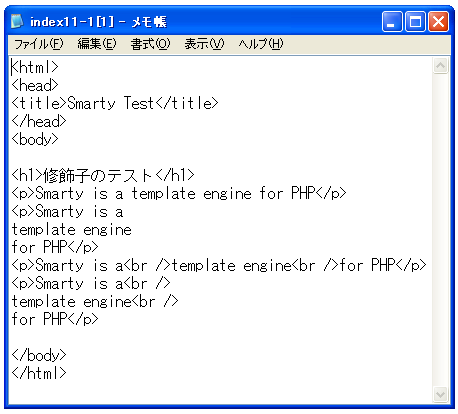 index11-1[1] - メモ帳
ファイル(F) 編集(E) 書式(O) 表示(V) ヘルプ(H)
<html>
<head>
<title>Smarty Test</title>
</head>
<body>
<h1>修飾子のテスト</h1>
<p>Smarty is a template engine for PHP</p>
<p>Smarty is a
template engine
for PHP</p>
<p>Smarty is a<br />template engine<br />for PHP</p>
<p>Smarty is a<br />
template engine<br />
for PHP</p>
</body>
</html>